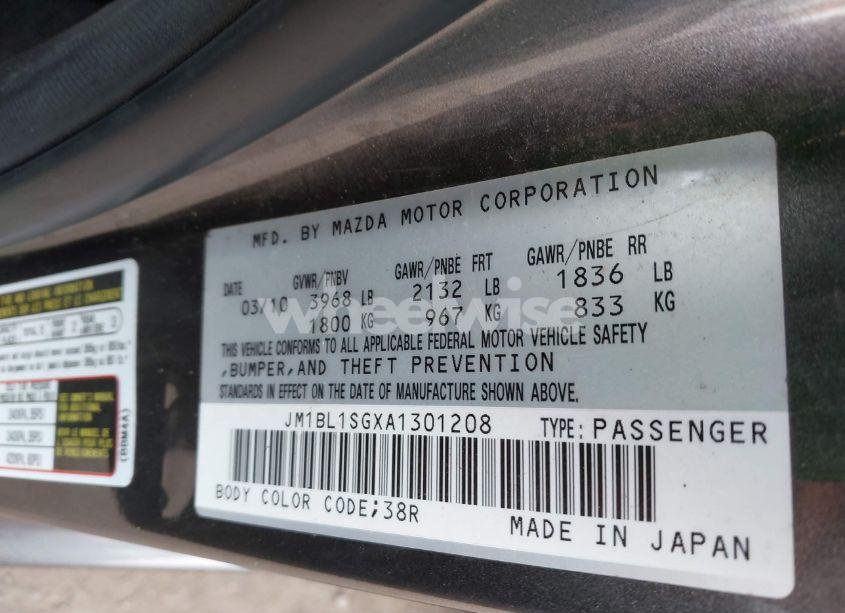 MFD. BY MAZDA MOTOR CORPORATION
DATE GVWR/PNBV GAWR/PNBE FRT GAWR/PNBE RR
03/10 3968 LB 2132 LB 1836 LB
1800 KG 967 KG 833 KG
wheelwise
THIS VEHICLE CONFORMS TO ALL APPLICABLE FEDERAL MOTOR VEHICLE SAFETY
,BUMPER,AND THEFT PREVENTION
STANDARDS IN EFFECT ON THE DATE OF MANUFACTURE SHOWN ABOVE.
JM1BL1SGXA1301208 TYPE: PASSENGER
BODY COLOR CODE;38R
MADE IN JAPAN
(BBM4A)